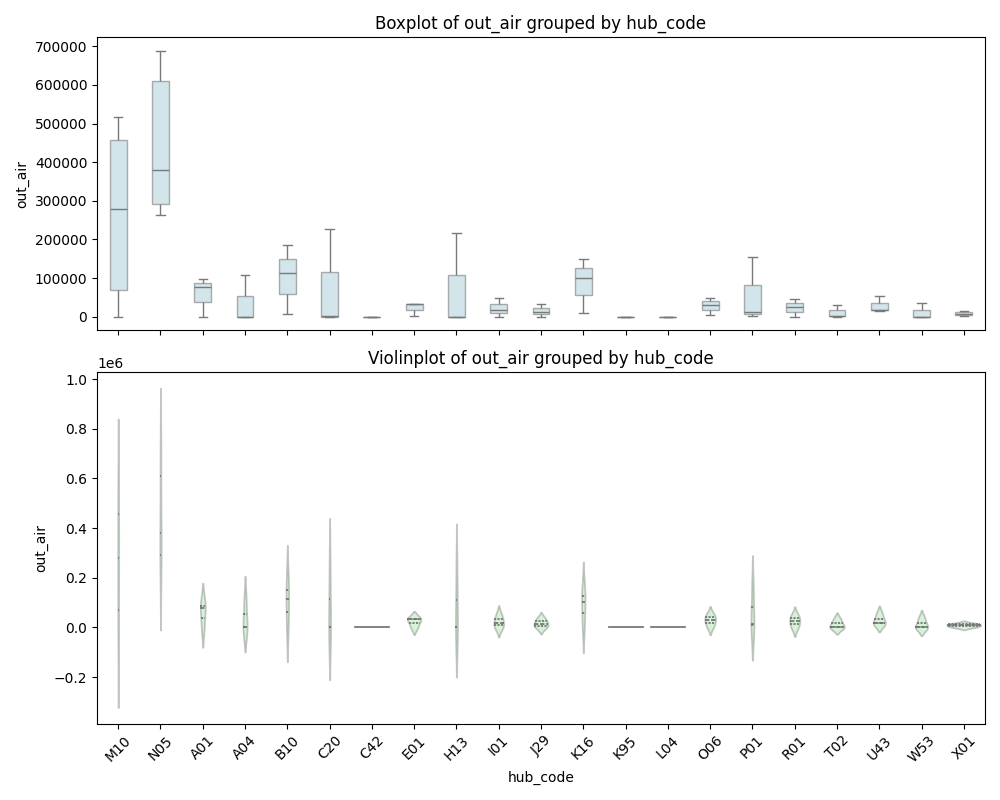 Boxplot of out_air grouped by hub_code
700000
600000
500000
400000
300000
200000
100000
0
out_air
Violinplot of out_air grouped by hub_code
1e6
1.0
0.8
0.6
0.4
0.2
0.0
−0.2
out_air
M10 N05 A01 A04 B10 C20 C42 E01 H13 I01 J29 K16 K95 L04 O06 P01 R01 T02 U43 W53 X01
hub_code